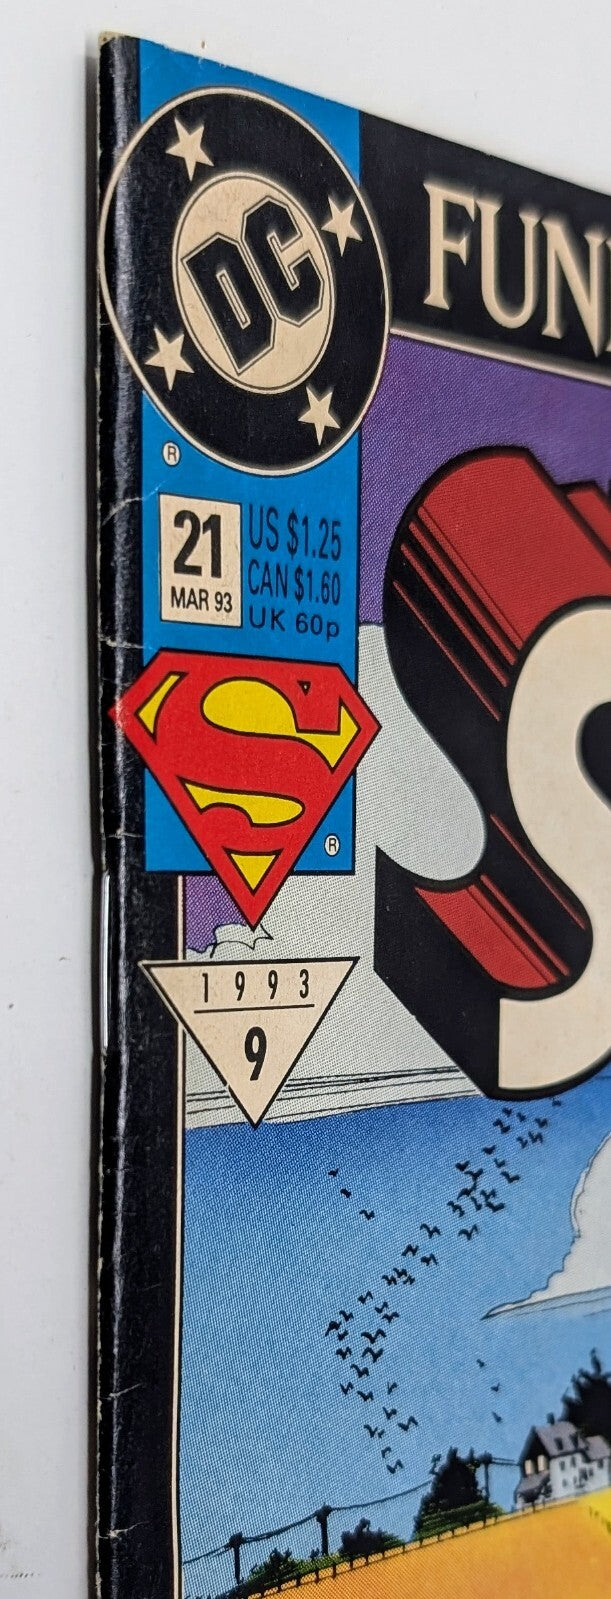 DC
FUN
®
21
MAR 93
US $1.25
CAN $1.60
UK 60p
S
S
®
1993
9